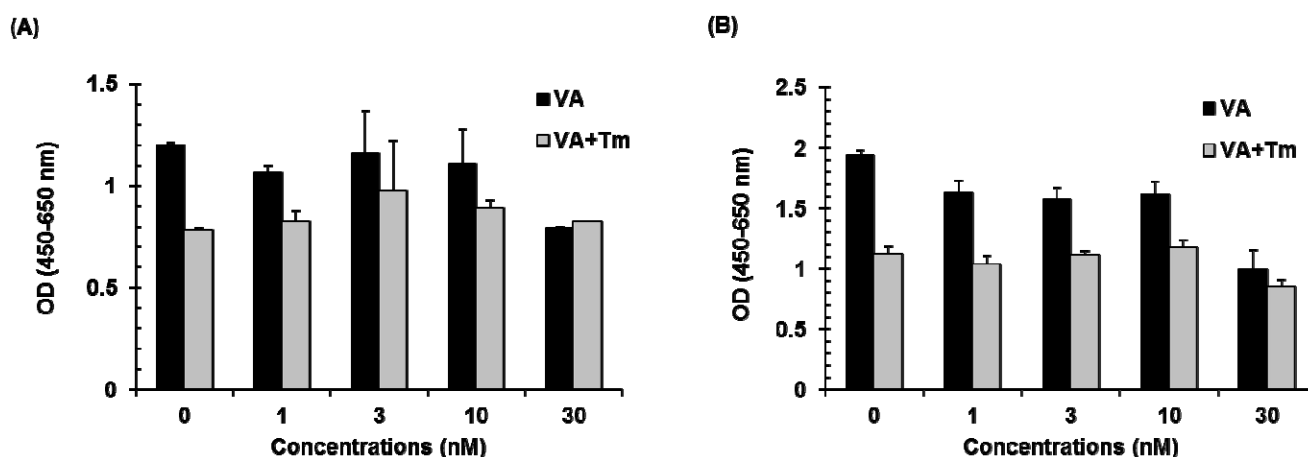 (A)
1.5
1
0.5
0
OD (450-650 nm)
VA
VA+Tm
0 1 3 10 30
Concentrations (nM)
(B)
2.5
2
1.5
1
0.5
0
OD (450-650 nm)
VA
VA+Tm
0 1 3 10 30
Concentrations (nM)